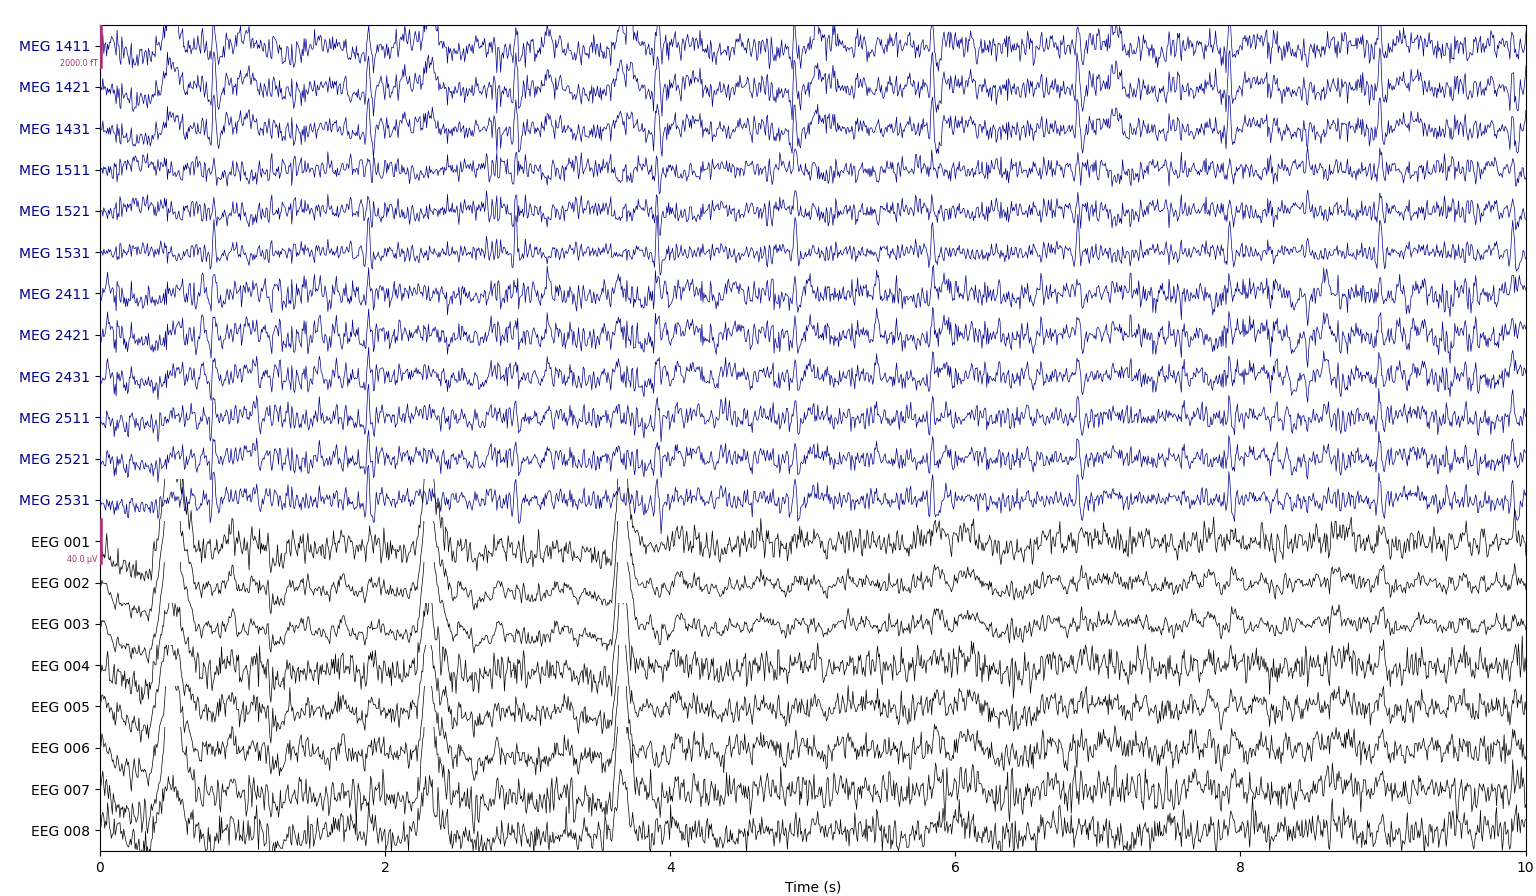 MEG 1411
2000.0 fT
MEG 1421
MEG 1431
MEG 1511
MEG 1521
MEG 1531
MEG 2411
MEG 2421
MEG 2431
MEG 2511
MEG 2521
MEG 2531
EEG 001
40.0 µV
EEG 002
EEG 003
EEG 004
EEG 005
EEG 006
EEG 007
EEG 008
0 2 4 6 8 10
Time (s)